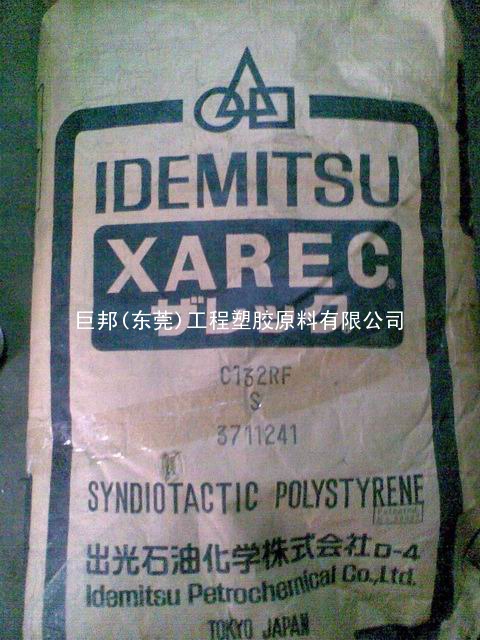 IDEMITSU
XAREC®
ザレック
巨邦(东莞)工程塑胶原料有限公司
C132RF
S
3711241
SYNDIOTACTIC POLYSTYRENE
出光石油化学株式会社 D-4
Idemitsu Petrochemical Co.,Ltd.
TOKYO JAPAN